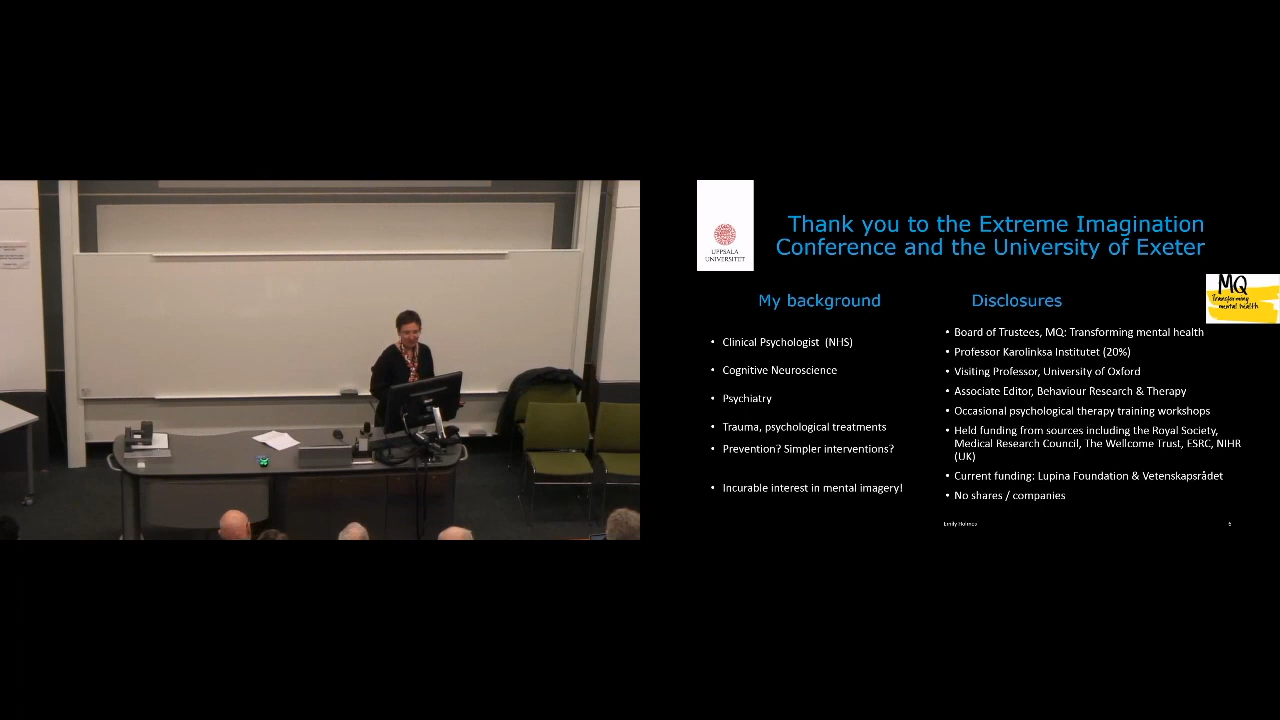 UPPSALA
UNIVERSITET
Thank you to the Extreme Imagination
Conference and the University of Exeter
MQ
Transforming
mental health
My background
• Clinical Psychologist (NHS)
• Cognitive Neuroscience
• Psychiatry
• Trauma, psychological treatments
• Prevention? Simpler interventions?
• Incurable interest in mental imagery!
Disclosures
• Board of Trustees, MQ: Transforming mental health
• Professor Karolinksa Institutet (20%)
• Visiting Professor, University of Oxford
• Associate Editor, Behaviour Research & Therapy
• Occasional psychological therapy training workshops
• Held funding from sources including the Royal Society,
Medical Research Council, The Wellcome Trust, ESRC, NIHR
(UK)
• Current funding: Lupina Foundation & Vetenskapsrådet
• No shares / companies
Emily Holmes
6